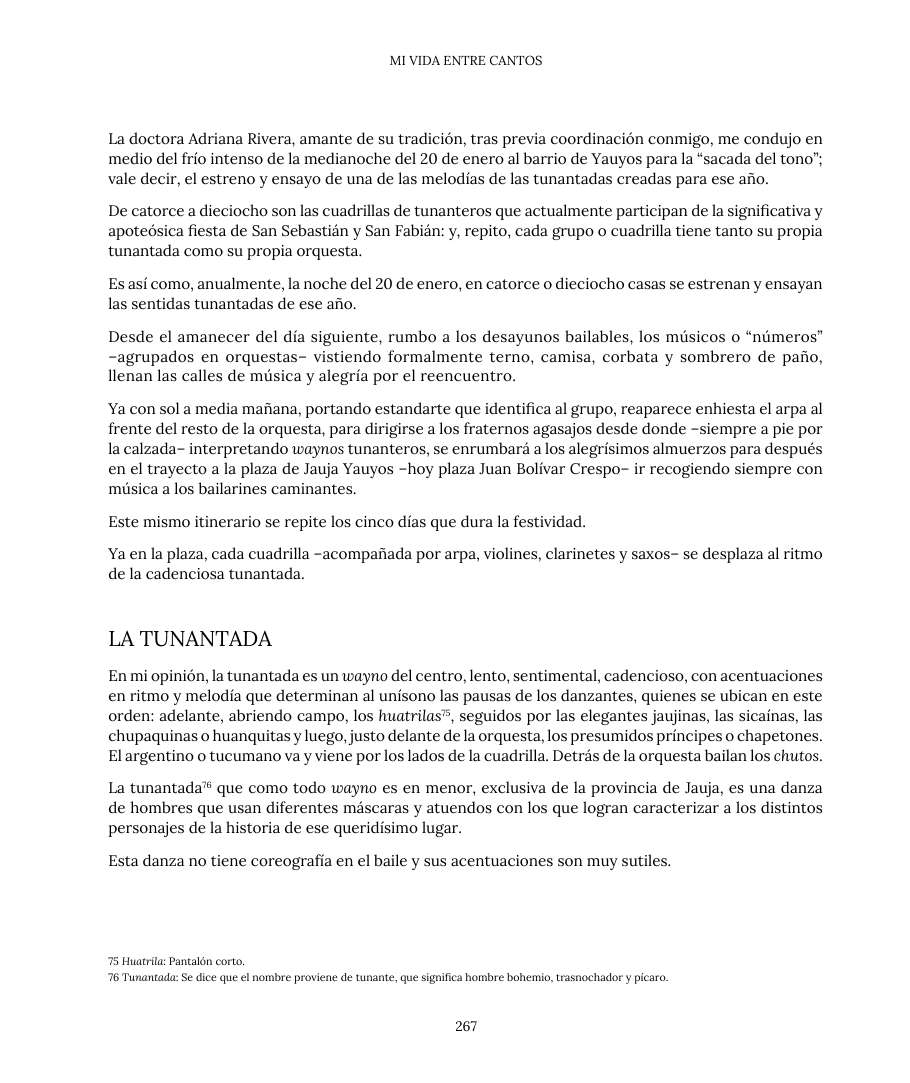 MI VIDA ENTRE CANTOS
La doctora Adriana Rivera, amante de su tradición, tras previa coordinación conmigo, me condujo en
medio del frío intenso de la medianoche del 20 de enero al barrio de Yauyos para la “sacada del tono”;
vale decir, el estreno y ensayo de una de las melodías de las tunantadas creadas para ese año.
De catorce a dieciocho son las cuadrillas de tunanteros que actualmente participan de la significativa y
apoteósica fiesta de San Sebastián y San Fabián: y, repito, cada grupo o cuadrilla tiene tanto su propia
tunantada como su propia orquesta.
Es así como, anualmente, la noche del 20 de enero, en catorce o dieciocho casas se estrenan y ensayan
las sentidas tunantadas de ese año.
Desde el amanecer del día siguiente, rumbo a los desayunos bailables, los músicos o “números”
–agrupados en orquestas– vistiendo formalmente terno, camisa, corbata y sombrero de paño,
llenan las calles de música y alegría por el reencuentro.
Ya con sol a media mañana, portando estandarte que identifica al grupo, reaparece enhiesta el arpa al
frente del resto de la orquesta, para dirigirse a los fraternos agasajos desde donde –siempre a pie por
la calzada– interpretando waynos tunanteros, se enrumbará a los alegrísimos almuerzos para después
en el trayecto a la plaza de Jauja Yauyos –hoy plaza Juan Bolívar Crespo– ir recogiendo siempre con
música a los bailarines caminantes.
Este mismo itinerario se repite los cinco días que dura la festividad.
Ya en la plaza, cada cuadrilla –acompañada por arpa, violines, clarinetes y saxos– se desplaza al ritmo
de la cadenciosa tunantada.
LA TUNANTADA
En mi opinión, la tunantada es un wayno del centro, lento, sentimental, cadencioso, con acentuaciones
en ritmo y melodía que determinan al unísono las pausas de los danzantes, quienes se ubican en este
orden: adelante, abriendo campo, los huatrilas75, seguidos por las elegantes jaujinas, las sicaínas, las
chupaquinas o huanquitas y luego, justo delante de la orquesta, los presumidos príncipes o chapetones.
El argentino o tucumano va y viene por los lados de la cuadrilla. Detrás de la orquesta bailan los chutos.
La tunantada76 que como todo wayno es en menor, exclusiva de la provincia de Jauja, es una danza
de hombres que usan diferentes máscaras y atuendos con los que logran caracterizar a los distintos
personajes de la historia de ese queridísimo lugar.
Esta danza no tiene coreografía en el baile y sus acentuaciones son muy sutiles.
75 Huatrila: Pantalón corto.
76 Tunantada: Se dice que el nombre proviene de tunante, que significa hombre bohemio, trasnochador y pícaro.
267